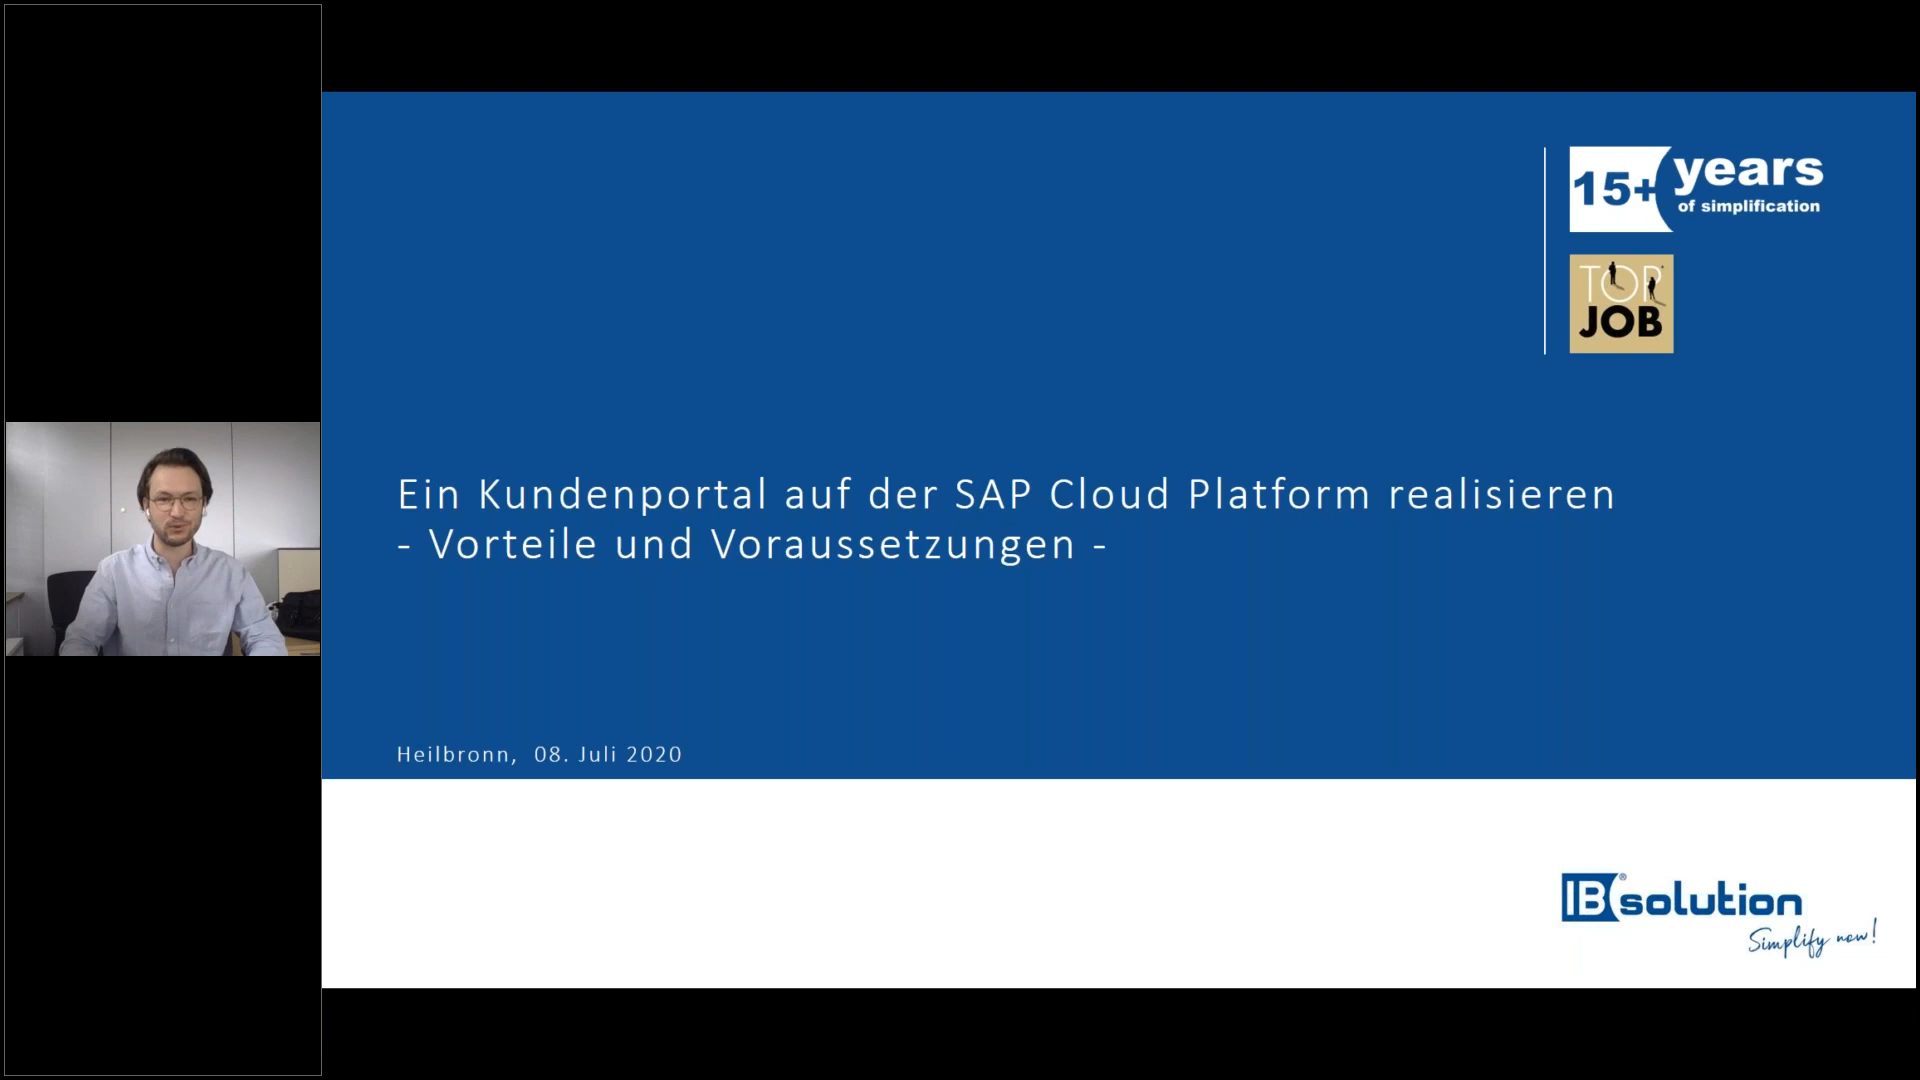 15+ years
of simplification
TOP
JOB
Ein Kundenportal auf der SAP Cloud Platform realisieren
- Vorteile und Voraussetzungen -
Heilbronn, 08. Juli 2020
IBsolution®
Simplify now!